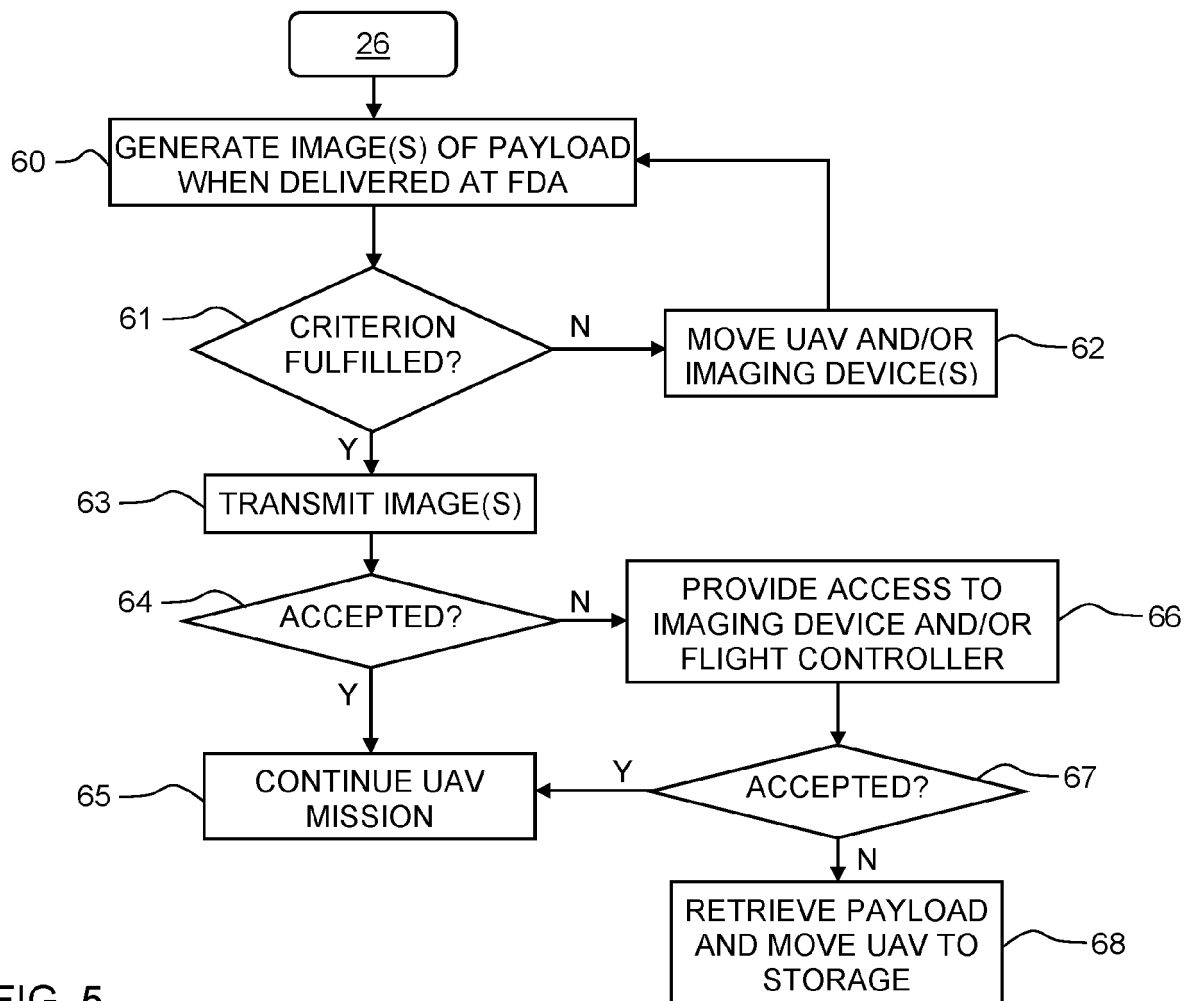 26
60
GENERATE IMAGE(S) OF PAYLOAD
WHEN DELIVERED AT FDA
61
CRITERION
FULFILLED?
N
MOVE UAV AND/OR
IMAGING DEVICE(S)
62
Y
63
TRANSMIT IMAGE(S)
64
ACCEPTED?
N
PROVIDE ACCESS TO
IMAGING DEVICE AND/OR
FLIGHT CONTROLLER
66
Y
65
CONTINUE UAV
MISSION
Y
ACCEPTED?
67
N
RETRIEVE PAYLOAD
AND MOVE UAV TO
STORAGE
68
FIG. 5